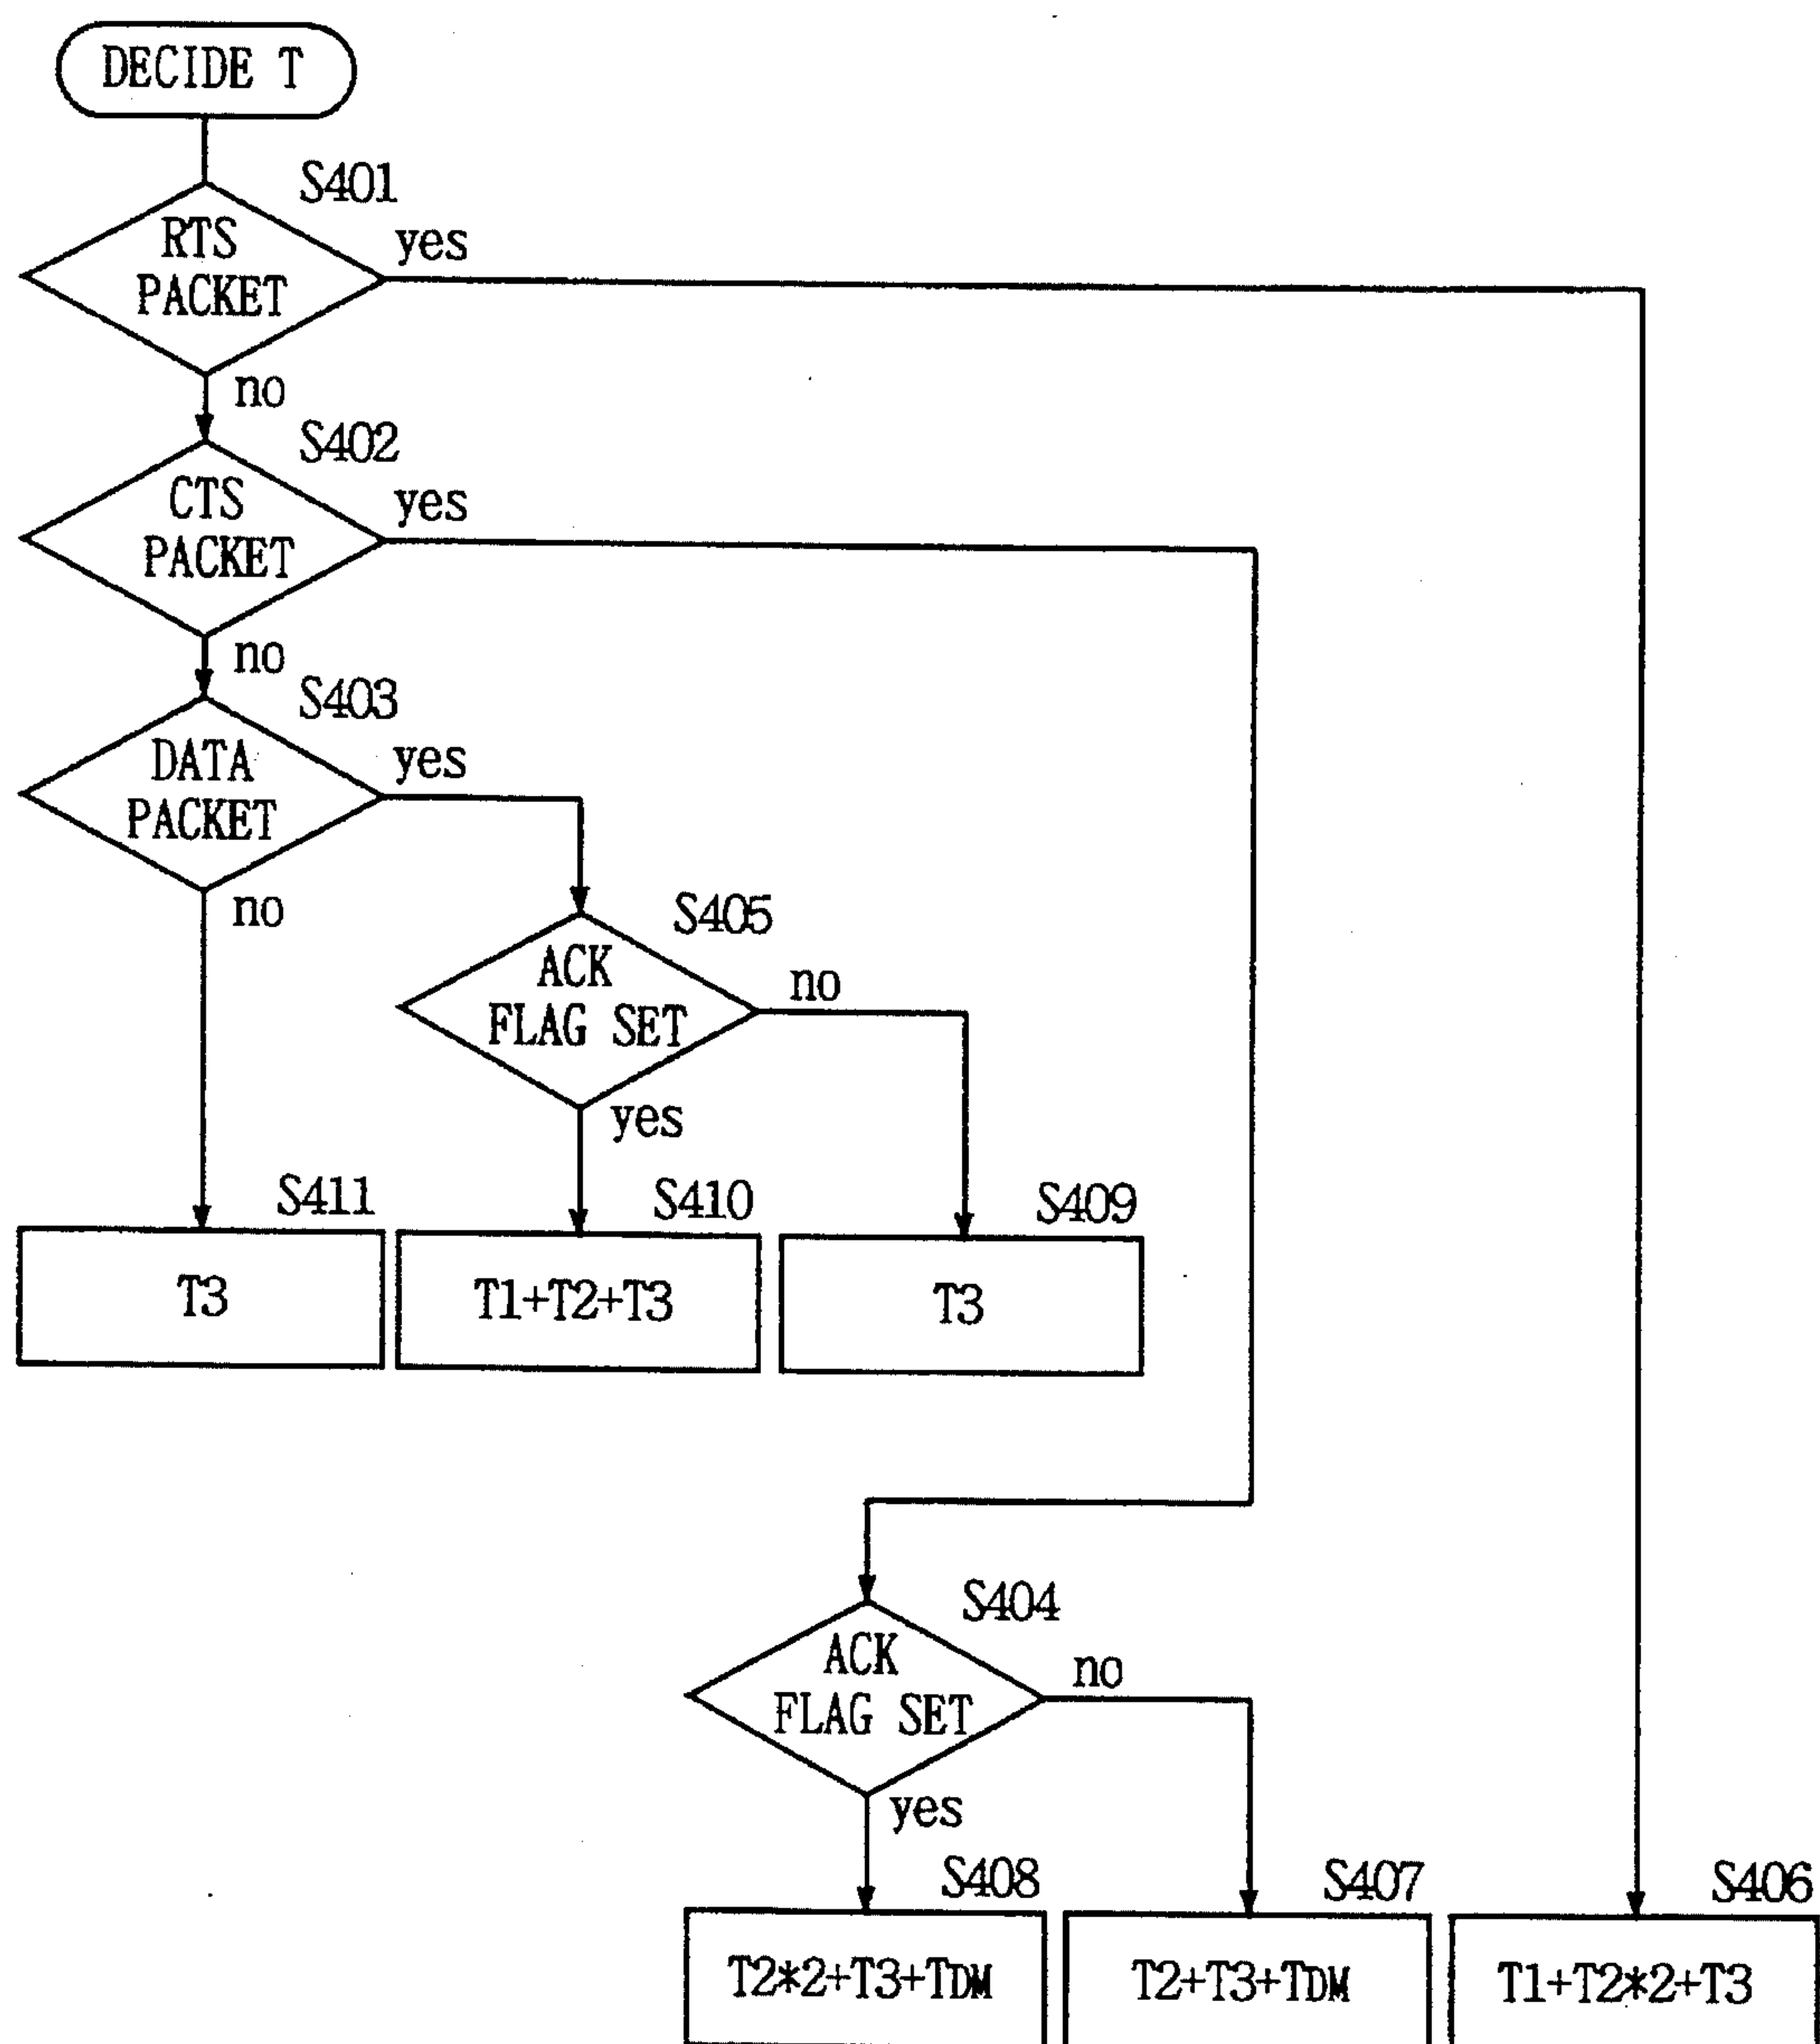 DECIDE T
S401
RTS
PACKET
yes
no
S402
CTS
PACKET
yes
no
S403
DATA
PACKET
yes
no
S405
ACK
FLAG SET
no
yes
S411
T3
S410
T1+T2+T3
S409
T3
S404
ACK
FLAG SET
no
yes
S408
T2*2+T3+TDM
S407
T2+T3+TDM
S406
T1+T2*2+T3